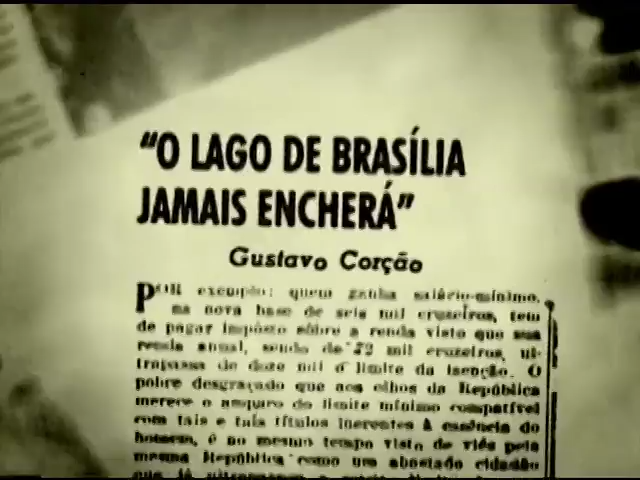 “O LAGO DE BRASÍLIA
JAMAIS ENCHERÁ”
Gustavo Corção
POR exemplo: quem ganha salário-mínimo,
na nova base de seis mil cruzeiros, tem
de pagar impôsto sôbre a renda visto que sua
renda anual, sendo de 72 mil cruzeiros, ul-
trapassa de doze mil o limite da isenção. O
pobre desgraçado que aos olhos da República
merece o amparo do limite mínimo compatível
com tais e tais títulos inerentes à essência do
homem, é no mesmo tempo visto de viés pela
mesma República como um abastado cidadão
que já